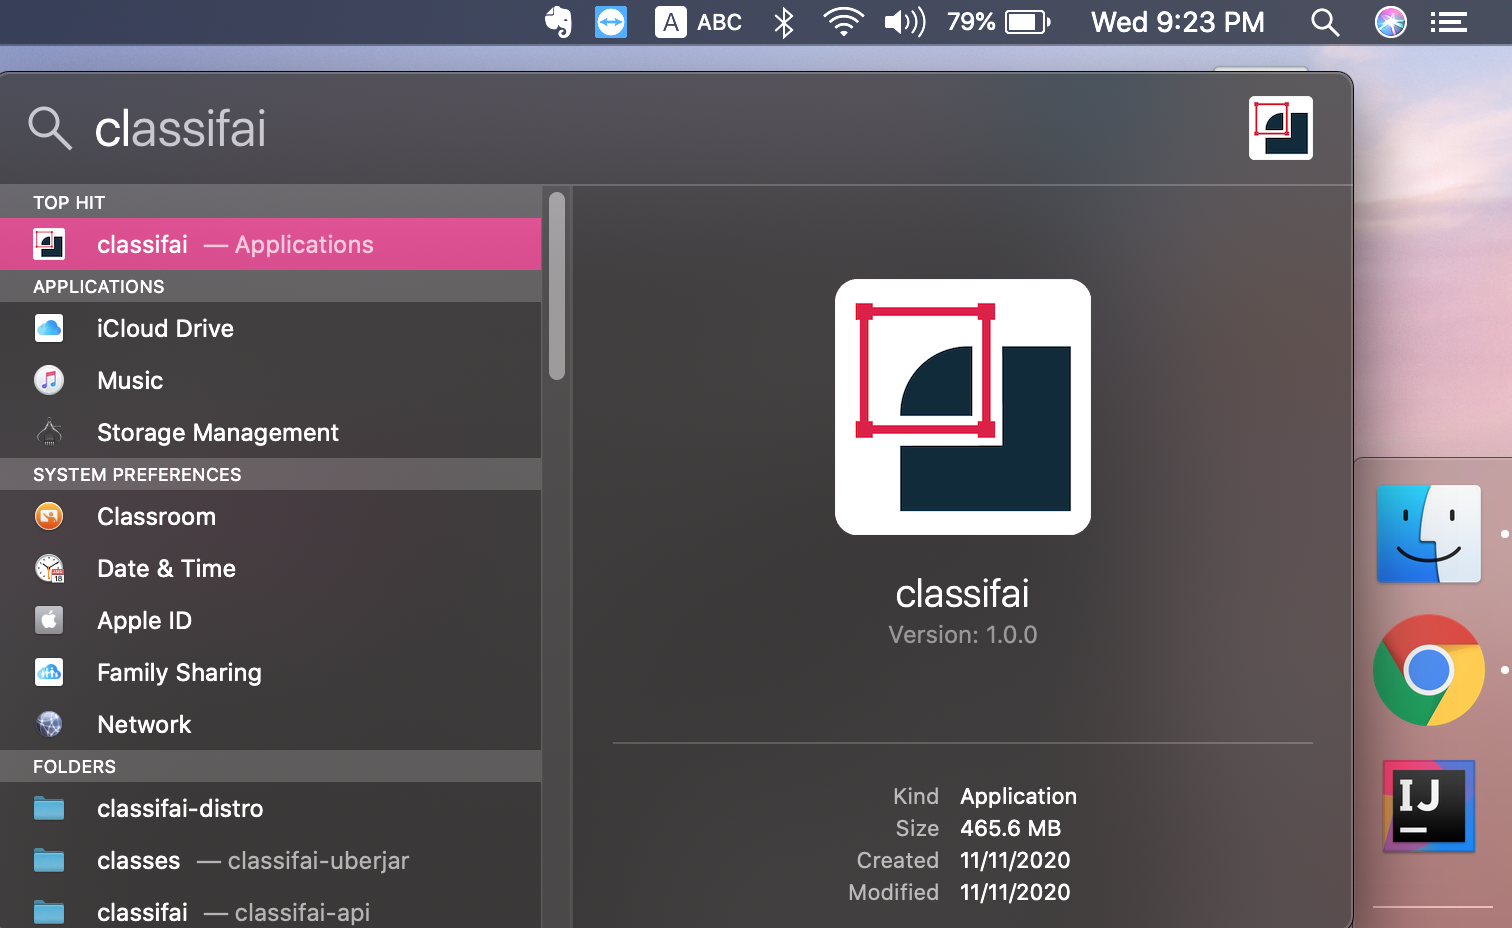 ABC 79% Wed 9:23 PM
classifai
TOP HIT
classifai — Applications
APPLICATIONS
iCloud Drive
Music
Storage Management
SYSTEM PREFERENCES
Classroom
Date & Time
Apple ID
Family Sharing
Network
FOLDERS
classifai-distro
classes — classifai-uberjar
classifai — classifai-api
classifai
Version: 1.0.0
Kind Application
Size 465.6 MB
Created 11/11/2020
Modified 11/11/2020
A
18
IJ